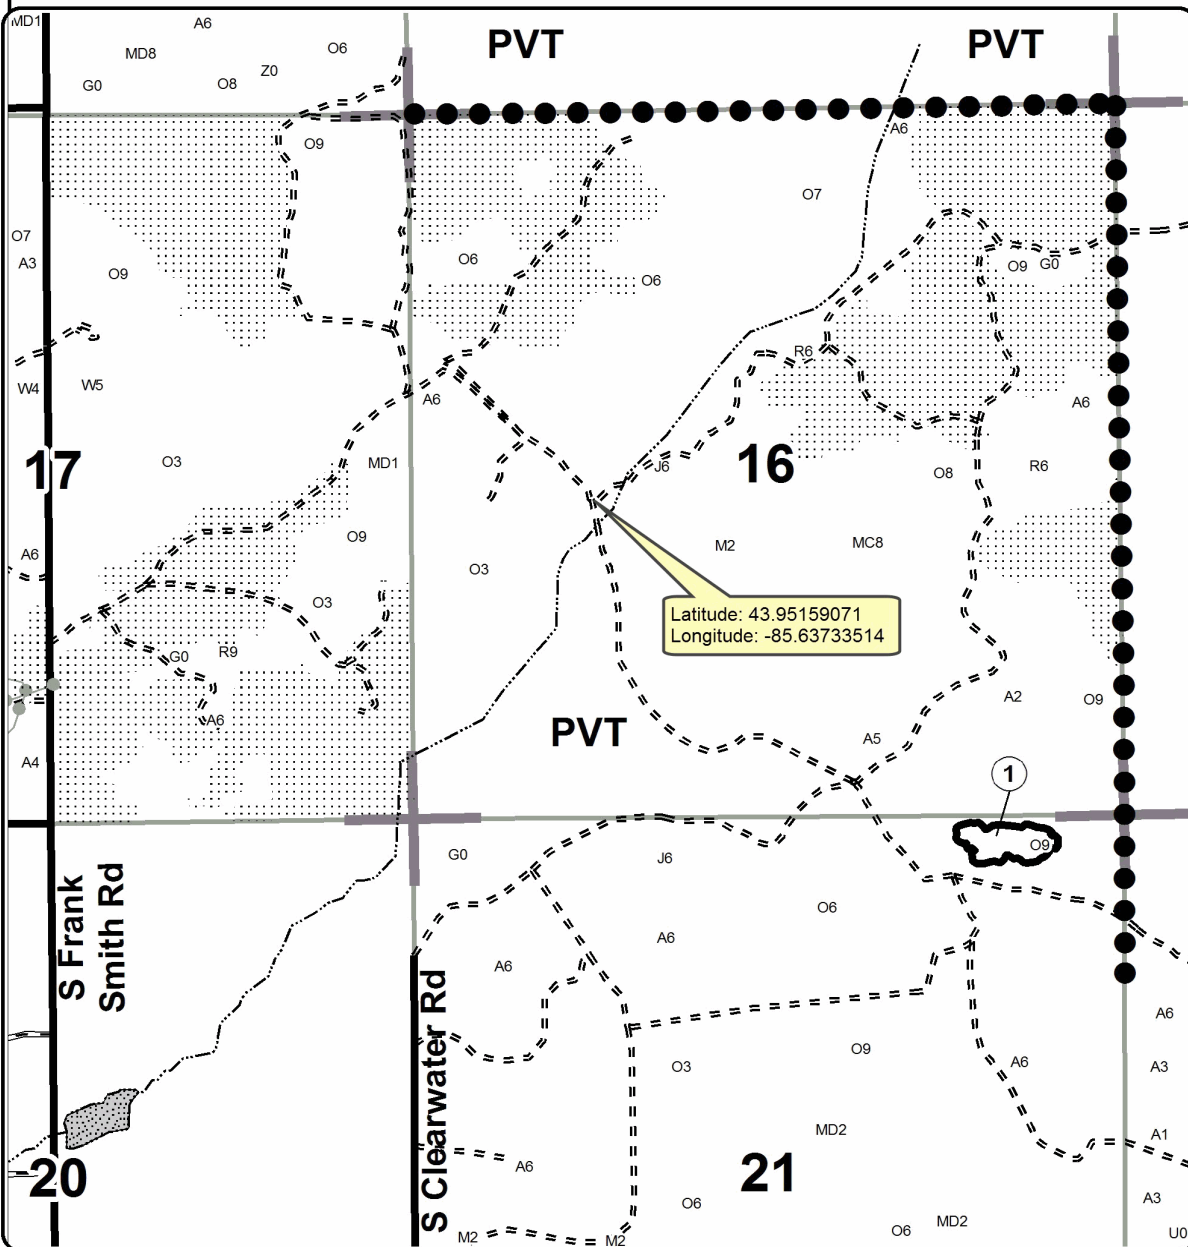 MD1
A6
MD8
O6
PVT
PVT
Z0
G0
O8
A6
O9
O7
O7
A3
O9
O6
O6
O9
G0
R6
W4
W5
A6
A6
17
O3
MD1
J6
16
O8
R6
O9
M2
MC8
A6
O3
O3
Latitude: 43.95159071
Longitude: -85.63733514
G0
R9
A2
O9
A6
PVT
A5
A4
1
O9
G0
J6
S Frank
Smith Rd
O6
A6
A6
S Clearwater Rd
A6
O9
O3
A6
A3
MD2
A1
A6
20
21
O6
A3
MD2
O6
U0
M2
M2